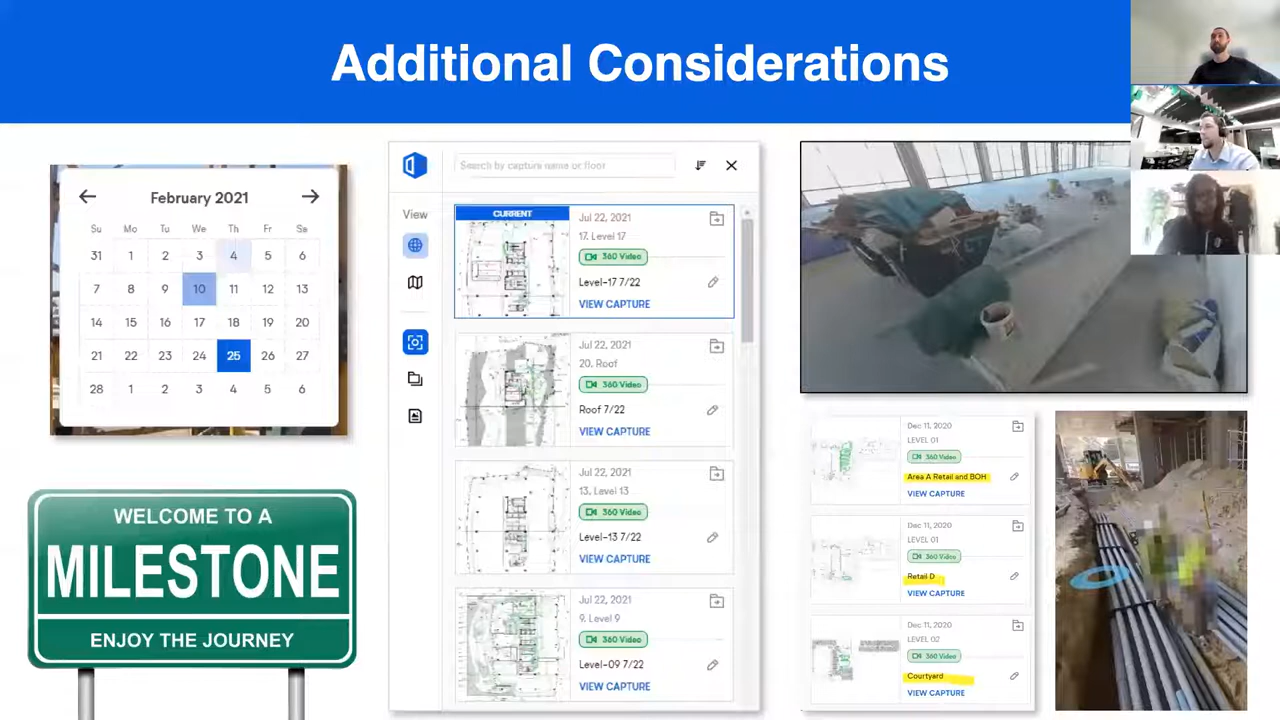 Additional Considerations
February 2021
Su Mo Tu We Th Fr Sa
31 1 2 3 4 5 6
7 8 9 10 11 12 13
14 15 16 17 18 19 20
21 22 23 24 25 26 27
28 1 2 3 4 5 6
WELCOME TO A
MILESTONE
ENJOY THE JOURNEY
Search by capture name or floor
View
CURRENT
Jul 22, 2021
17. Level 17
360 Video
Level-17 7/22
VIEW CAPTURE
Jul 22, 2021
20. Roof
360 Video
Roof 7/22
VIEW CAPTURE
Jul 22, 2021
13. Level 13
360 Video
Level-13 7/22
VIEW CAPTURE
Jul 22, 2021
9. Level 9
360 Video
Level-09 7/22
VIEW CAPTURE
Dec 11, 2020
LEVEL 01
360 Video
Area A Retail and BOH
VIEW CAPTURE
Dec 11, 2020
LEVEL 01
360 Video
Retail D
VIEW CAPTURE
Dec 11, 2020
LEVEL 02
360 Video
Courtyard
VIEW CAPTURE